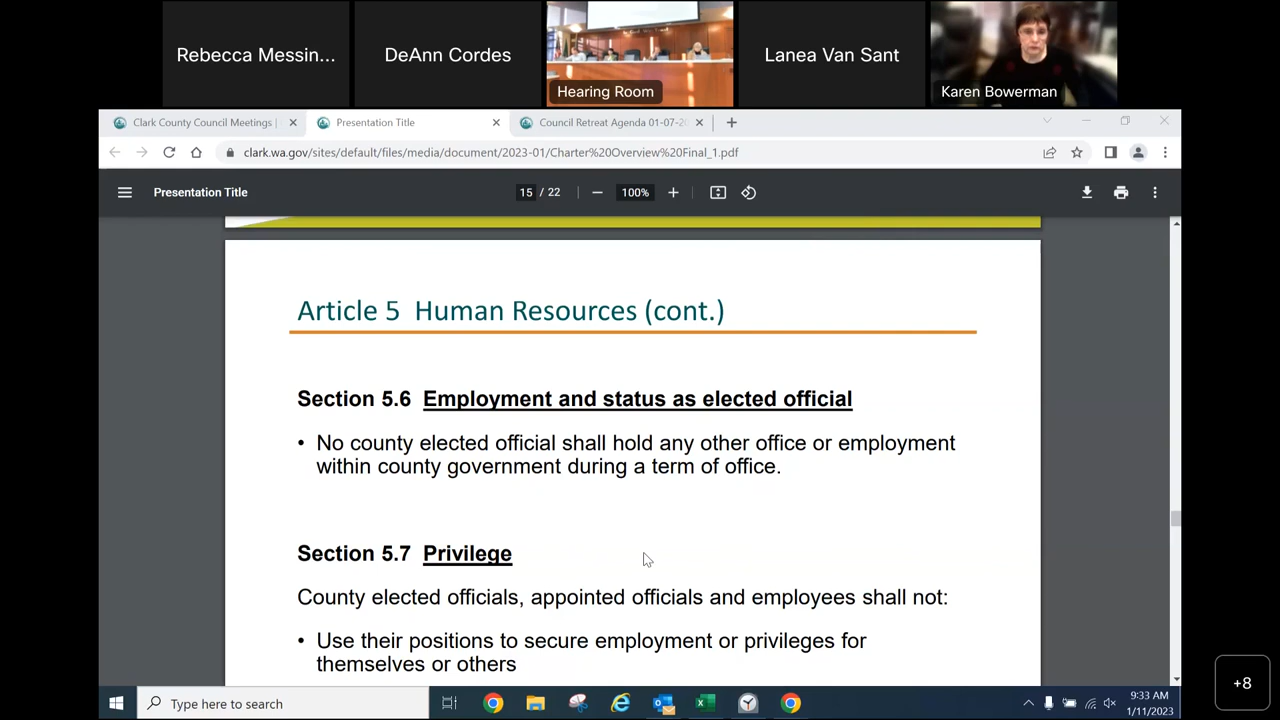 Rebecca Messin...
DeAnn Cordes
Hearing Room
Lanea Van Sant
Karen Bowerman
Clark County Council Meetings |
Presentation Title
Council Retreat Agenda 01-07-20
clark.wa.gov/sites/default/files/media/document/2023-01/Charter%20Overview%20Final_1.pdf
Presentation Title
15 / 22
100%
Article 5 Human Resources (cont.)
Section 5.6 Employment and status as elected official
• No county elected official shall hold any other office or employment
within county government during a term of office.
Section 5.7 Privilege
County elected officials, appointed officials and employees shall not:
• Use their positions to secure employment or privileges for
themselves or others
+8
Type here to search
9:33 AM
1/11/2023